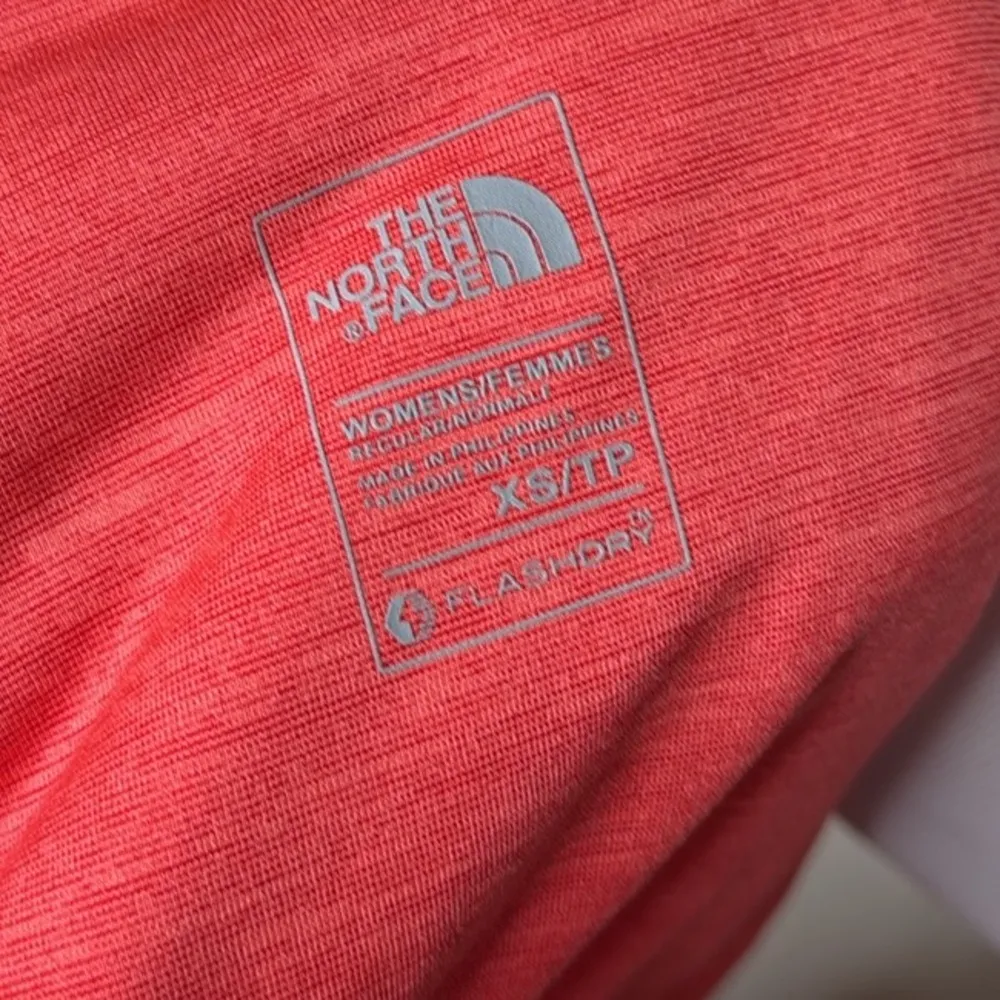 THE
NORTH
®FACE
WOMENS/FEMMES
REGULAR/NORMALE
MADE IN PHILIPPINES
FABRIQUÉ AUX PHILIPPINES
XS/TP
FLASHDRY